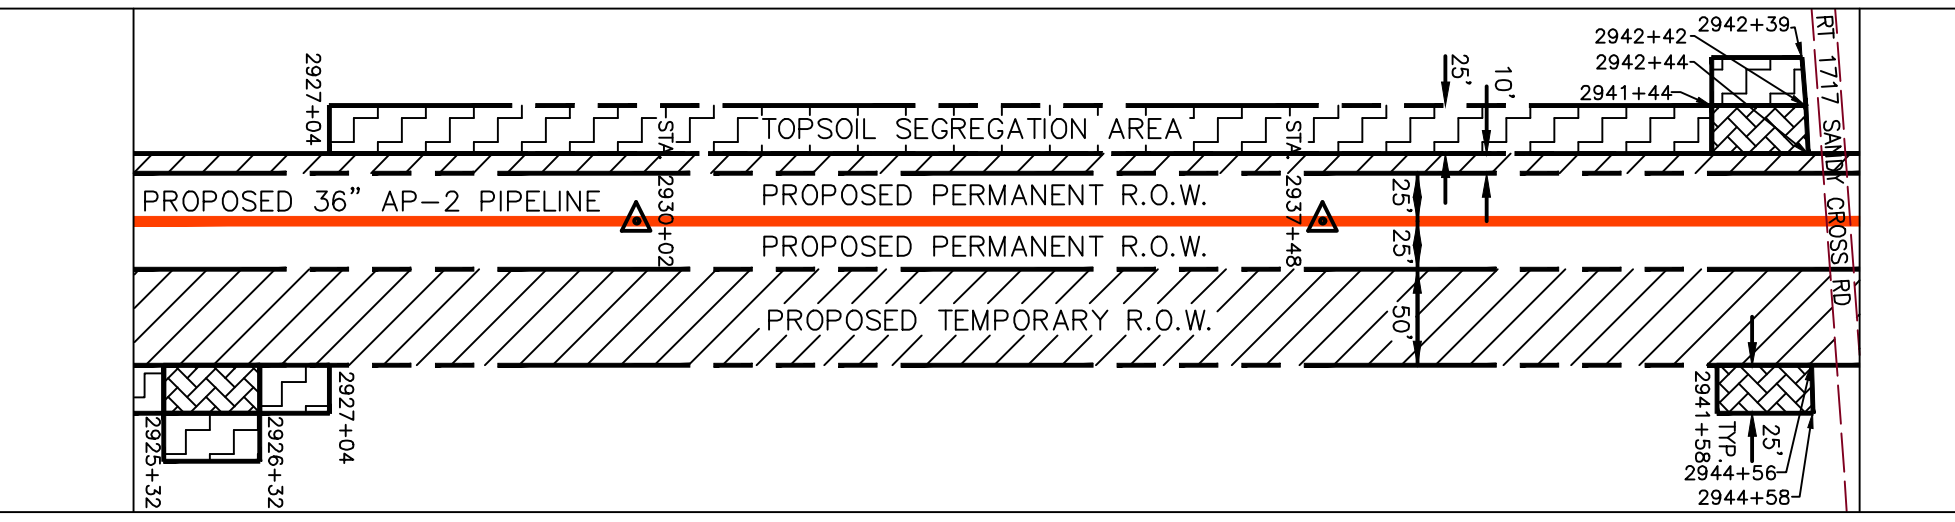 2942+39
2942+42
2942+44
2941+44
RT 1717 SANDY CROSS RD
2927+04
25'
10'
TOPSOIL SEGREGATION AREA
STA. 2930+02
STA. 2937+48
PROPOSED 36" AP-2 PIPELINE
PROPOSED PERMANENT R.O.W.
25'
PROPOSED PERMANENT R.O.W.
25'
PROPOSED TEMPORARY R.O.W.
50'
2927+04
2925+32
2926+32
2941+58
TYP.
25'
2944+56
2944+58